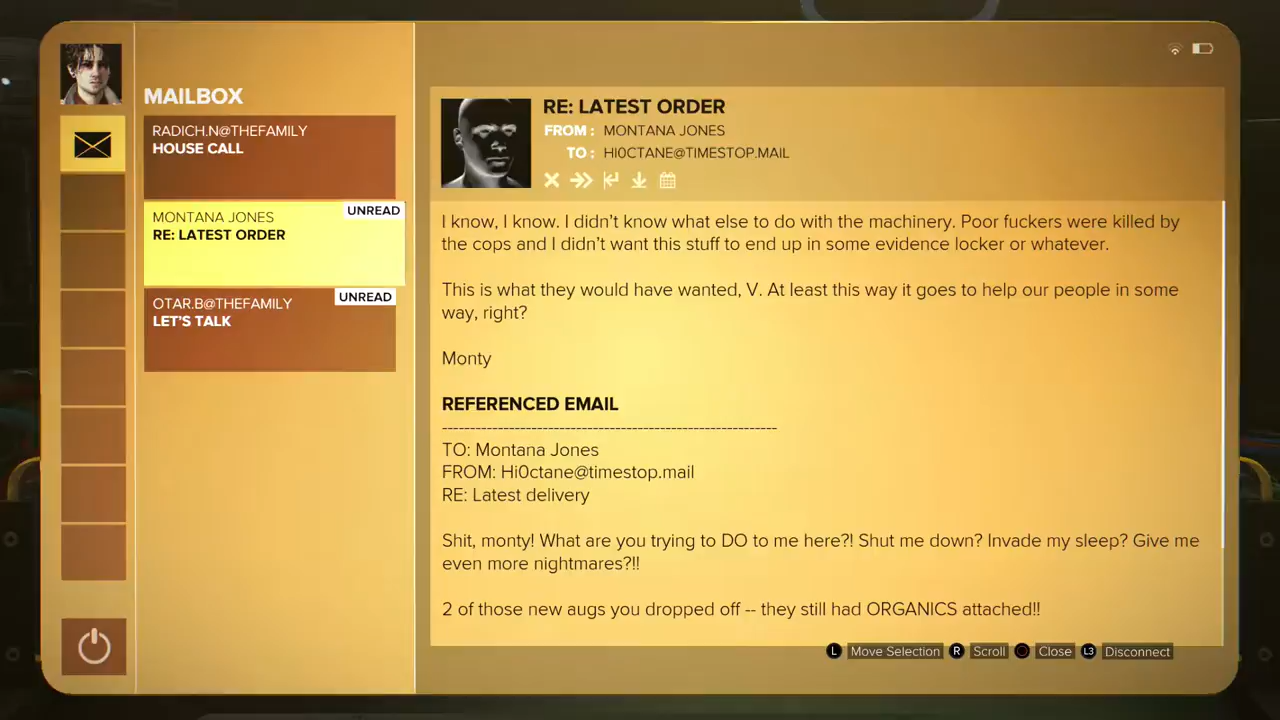 MAILBOX
RADICH.N@THEFAMILY
HOUSE CALL
MONTANA JONES
UNREAD
RE: LATEST ORDER
OTAR.B@THEFAMILY
UNREAD
LET'S TALK
RE: LATEST ORDER
FROM : MONTANA JONES
TO : HI0CTANE@TIMESTOP.MAIL
I know, I know. I didn't know what else to do with the machinery. Poor fuckers were killed by
the cops and I didn't want this stuff to end up in some evidence locker or whatever.
This is what they would have wanted, V. At least this way it goes to help our people in some
way, right?
Monty
REFERENCED EMAIL
------------------------------------------------------------
TO: Montana Jones
FROM: Hi0ctane@timestop.mail
RE: Latest delivery
Shit, monty! What are you trying to DO to me here?! Shut me down? Invade my sleep? Give me
even more nightmares?!!
2 of those new augs you dropped off -- they still had ORGANICS attached!!
L Move Selection R Scroll Close L3 Disconnect